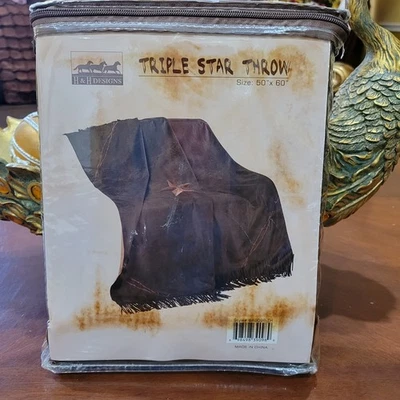 TRIPLE STAR THROW
H & H DESIGNS
Size: 50" x 60"
MADE IN CHINA